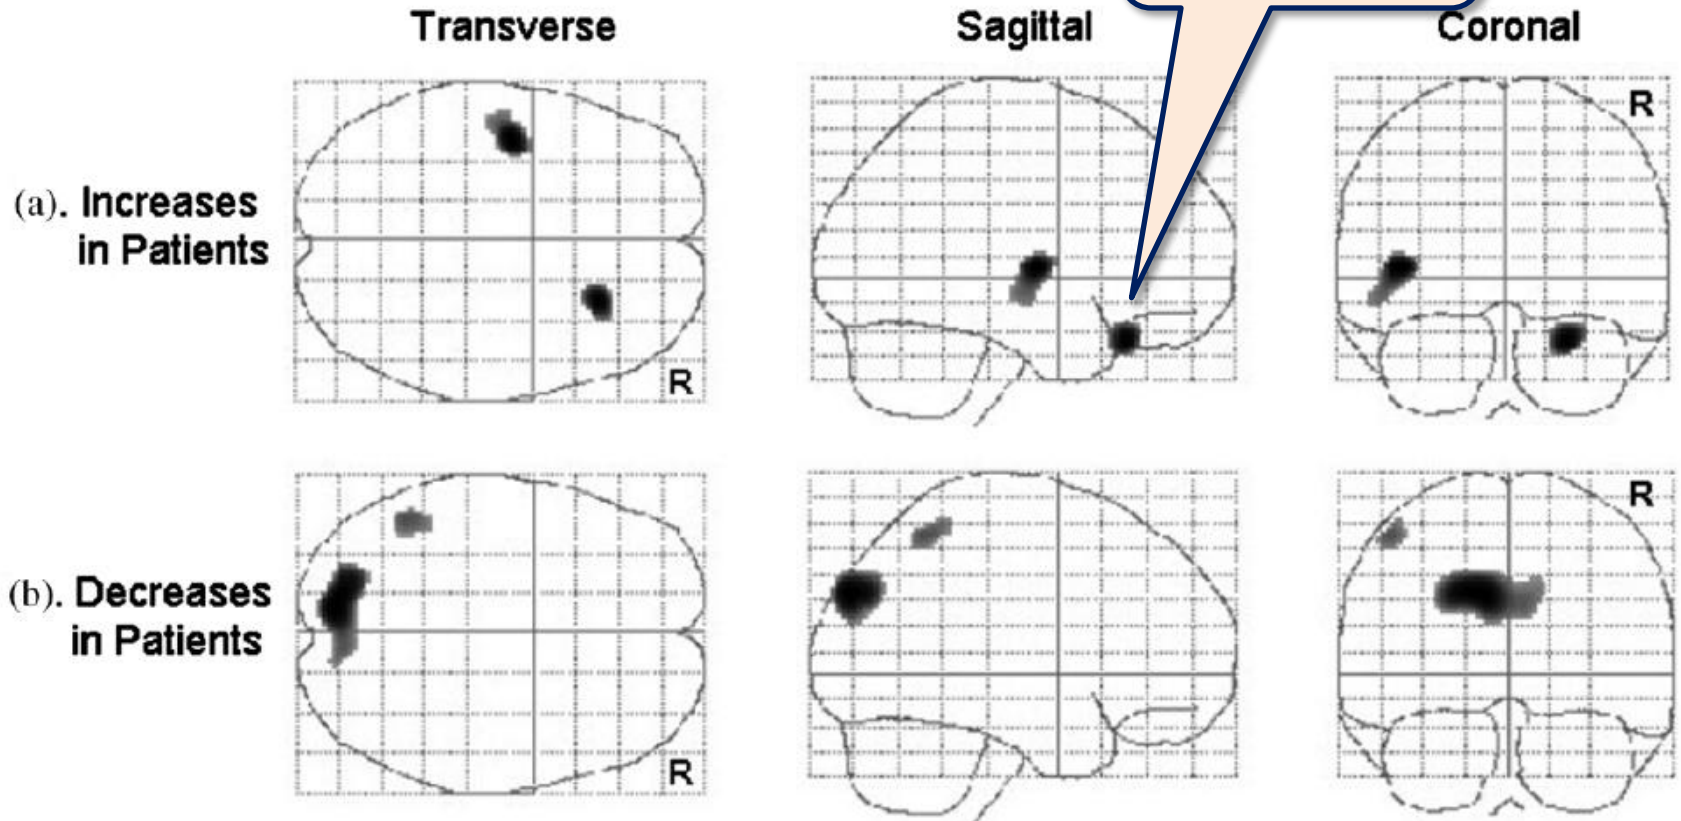 Transverse
Sagittal
Coronal
(a). Increases
in Patients
R
R
(b). Decreases
in Patients
R
R